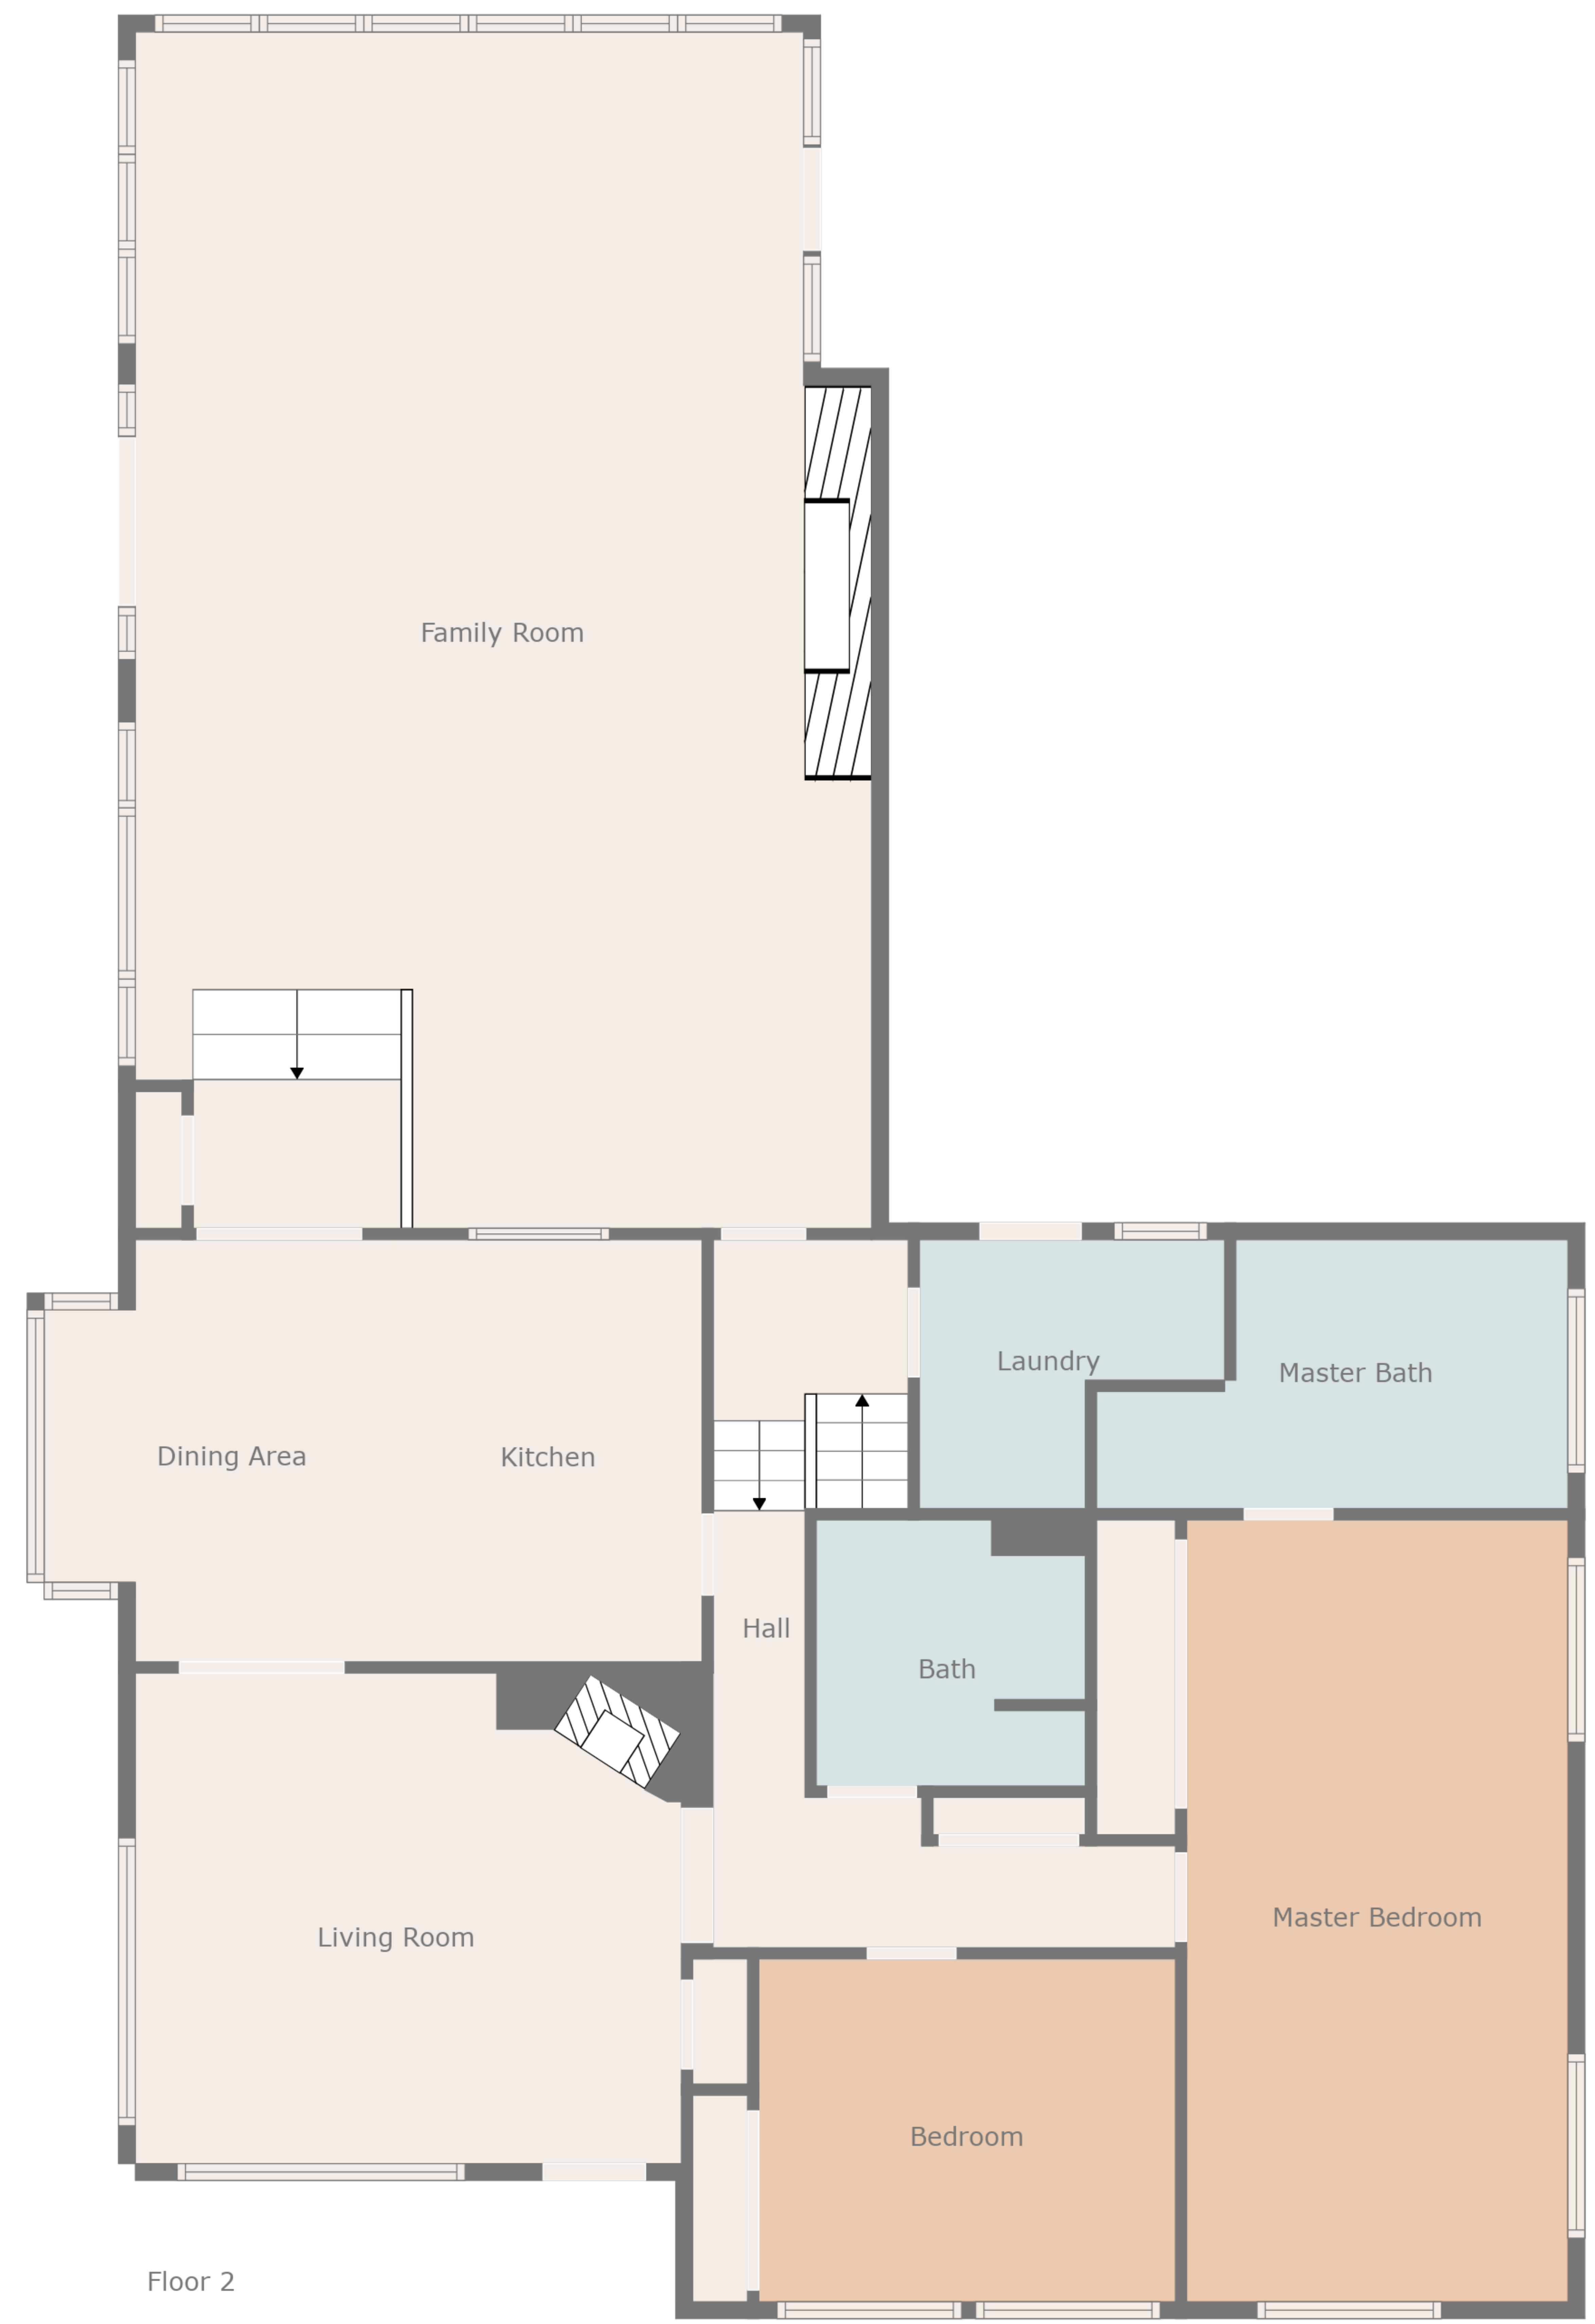 Family Room
Laundry
Master Bath
Dining Area
Kitchen
Hall
Bath
Master Bedroom
Living Room
Bedroom
Floor 2